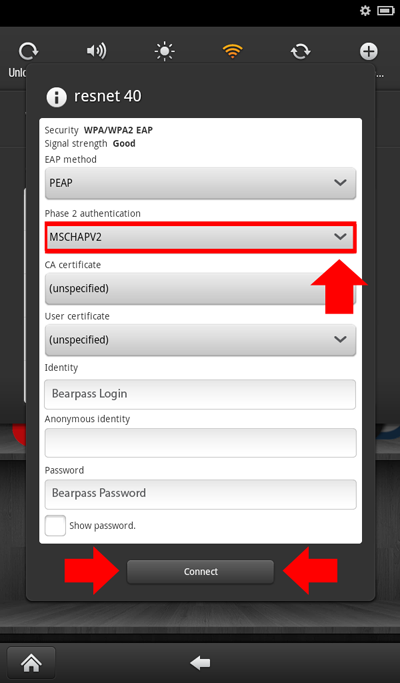 Unlo
...
resnet 40
Security WPA/WPA2 EAP
Signal strength Good
EAP method
PEAP
Phase 2 authentication
MSCHAPV2
CA certificate
(unspecified)
User certificate
(unspecified)
Identity
Bearpass Login
Anonymous identity
Password
Bearpass Password
Show password.
Connect